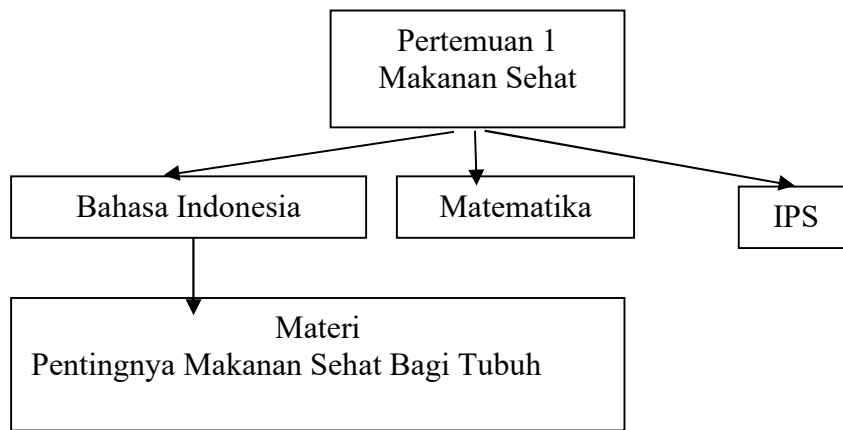 Pertemuan 1
Makanan Sehat
Bahasa Indonesia
Matematika
IPS
Materi
Pentingnya Makanan Sehat Bagi Tubuh